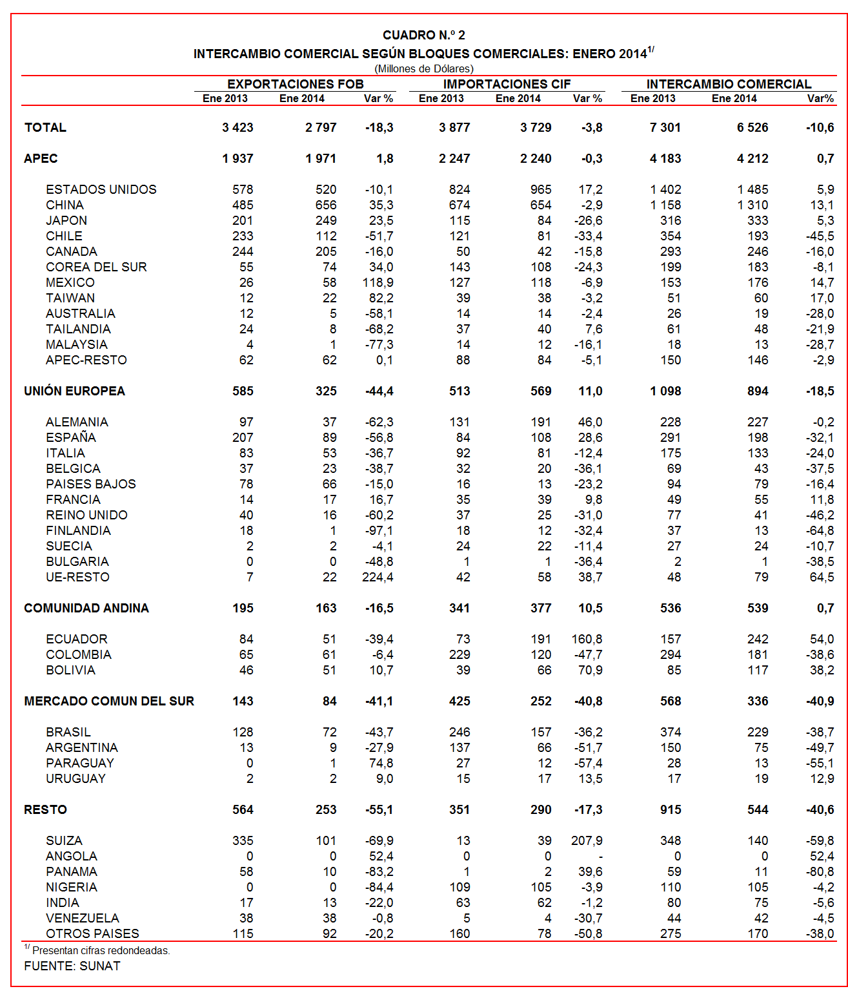 CUADRO N.º 2
INTERCAMBIO COMERCIAL SEGÚN BLOQUES COMERCIALES: ENERO 2014 1/
(Millones de Dólares)
EXPORTACIONES FOB IMPORTACIONES CIF INTERCAMBIO COMERCIAL
Ene 2013 Ene 2014 Var % Ene 2013 Ene 2014 Var % Ene 2013 Ene 2014 Var%
TOTAL 3 423 2 797 -18,3 3 877 3 729 -3,8 7 301 6 526 -10,6
APEC 1 937 1 971 1,8 2 247 2 240 -0,3 4 183 4 212 0,7
ESTADOS UNIDOS 578 520 -10,1 824 965 17,2 1 402 1 485 5,9
CHINA 485 656 35,3 674 654 -2,9 1 158 1 310 13,1
JAPON 201 249 23,5 115 84 -26,6 316 333 5,3
CHILE 233 112 -51,7 121 81 -33,4 354 193 -45,5
CANADA 244 205 -16,0 50 42 -15,8 293 246 -16,0
COREA DEL SUR 55 74 34,0 143 108 -24,3 199 183 -8,1
MEXICO 26 58 118,9 127 118 -6,9 153 176 14,7
TAIWAN 12 22 82,2 39 38 -3,2 51 60 17,0
AUSTRALIA 12 5 -58,1 14 14 -2,4 26 19 -28,0
TAILANDIA 24 8 -68,2 37 40 7,6 61 48 -21,9
MALAYSIA 4 1 -77,3 14 12 -16,1 18 13 -28,7
APEC-RESTO 62 62 0,1 88 84 -5,1 150 146 -2,9
UNIÓN EUROPEA 585 325 -44,4 513 569 11,0 1 098 894 -18,5
ALEMANIA 97 37 -62,3 131 191 46,0 228 227 -0,2
ESPAÑA 207 89 -56,8 84 108 28,6 291 198 -32,1
ITALIA 83 53 -36,7 92 81 -12,4 175 133 -24,0
BELGICA 37 23 -38,7 32 20 -36,1 69 43 -37,5
PAISES BAJOS 78 66 -15,0 16 13 -23,2 94 79 -16,4
FRANCIA 14 17 16,7 35 39 9,8 49 55 11,8
REINO UNIDO 40 16 -60,2 37 25 -31,0 77 41 -46,2
FINLANDIA 18 1 -97,1 18 12 -32,4 37 13 -64,8
SUECIA 2 2 -4,1 24 22 -11,4 27 24 -10,7
BULGARIA 0 0 -48,8 1 1 -36,4 2 1 -38,5
UE-RESTO 7 22 224,4 42 58 38,7 48 79 64,5
COMUNIDAD ANDINA 195 163 -16,5 341 377 10,5 536 539 0,7
ECUADOR 84 51 -39,4 73 191 160,8 157 242 54,0
COLOMBIA 65 61 -6,4 229 120 -47,7 294 181 -38,6
BOLIVIA 46 51 10,7 39 66 70,9 85 117 38,2
MERCADO COMUN DEL SUR 143 84 -41,1 425 252 -40,8 568 336 -40,9
BRASIL 128 72 -43,7 246 157 -36,2 374 229 -38,7
ARGENTINA 13 9 -27,9 137 66 -51,7 150 75 -49,7
PARAGUAY 0 1 74,8 27 12 -57,4 28 13 -55,1
URUGUAY 2 2 9,0 15 17 13,5 17 19 12,9
RESTO 564 253 -55,1 351 290 -17,3 915 544 -40,6
SUIZA 335 101 -69,9 13 39 207,9 348 140 -59,8
ANGOLA 0 0 52,4 0 0 - 0 0 52,4
PANAMA 58 10 -83,2 1 2 39,6 59 11 -80,8
NIGERIA 0 0 -84,4 109 105 -3,9 110 105 -4,2
INDIA 17 13 -22,0 63 62 -1,2 80 75 -5,6
VENEZUELA 38 38 -0,8 5 4 -30,7 44 42 -4,5
OTROS PAISES 115 92 -20,2 160 78 -50,8 275 170 -38,0
1/ Presentan cifras redondeadas.
FUENTE: SUNAT